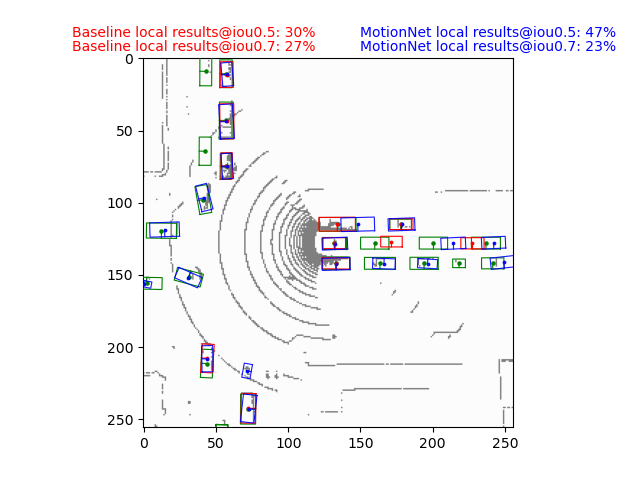 Baseline local results@iou0.5: 30% MotionNet local results@iou0.5: 47%
Baseline local results@iou0.7: 27% MotionNet local results@iou0.7: 23%
0
50
100
150
200
250
0 50 100 150 200 250